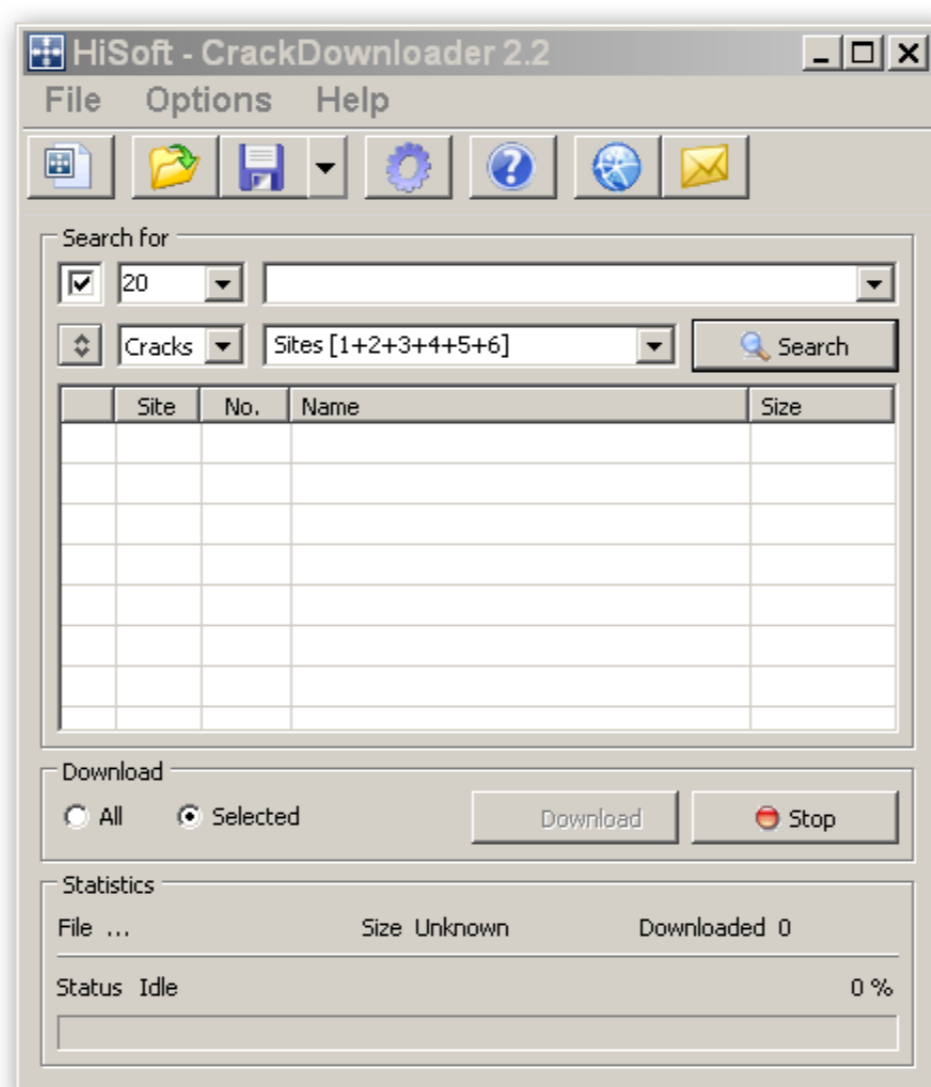 HiSoft - CrackDownloader 2.2
File Options Help
Search for
20
Cracks Sites [1+2+3+4+5+6] Search
Site No. Name Size
Download
All Selected Download Stop
Statistics
File ... Size Unknown Downloaded 0
Status Idle 0 %